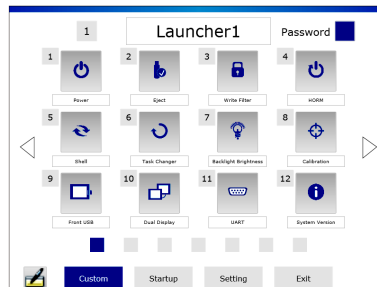 1 Launcher1 Password
1 2 3 4
Power Eject Write Filter HORM
5 6 7 8
Shell Task Changer Backlight Brightness Calibration
9 10 11 12
Front USB Dual Display UART System Version
Custom Startup Setting Exit